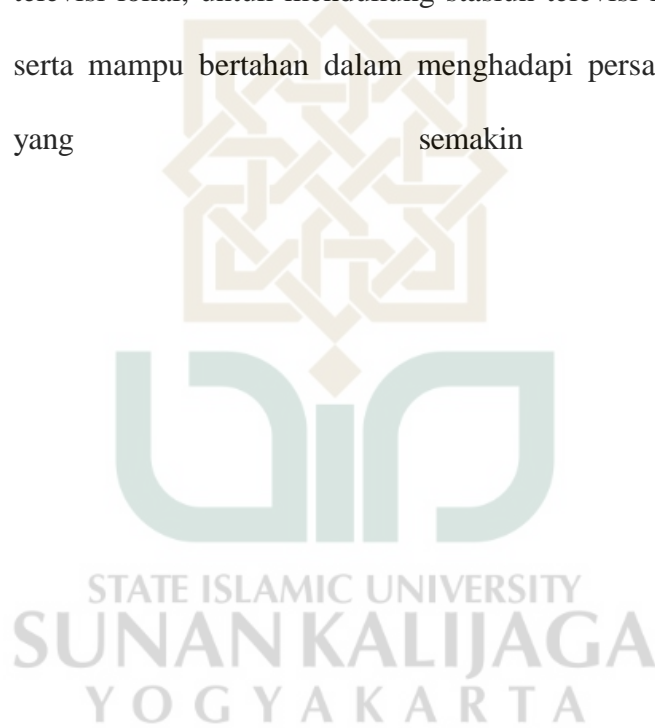 serta mampu bertahan dalam menghadapi persa
yang semakin
STATE ISLAMIC UNIVERSITY
SUNAN KALIJAGA
YOGYAKARTA